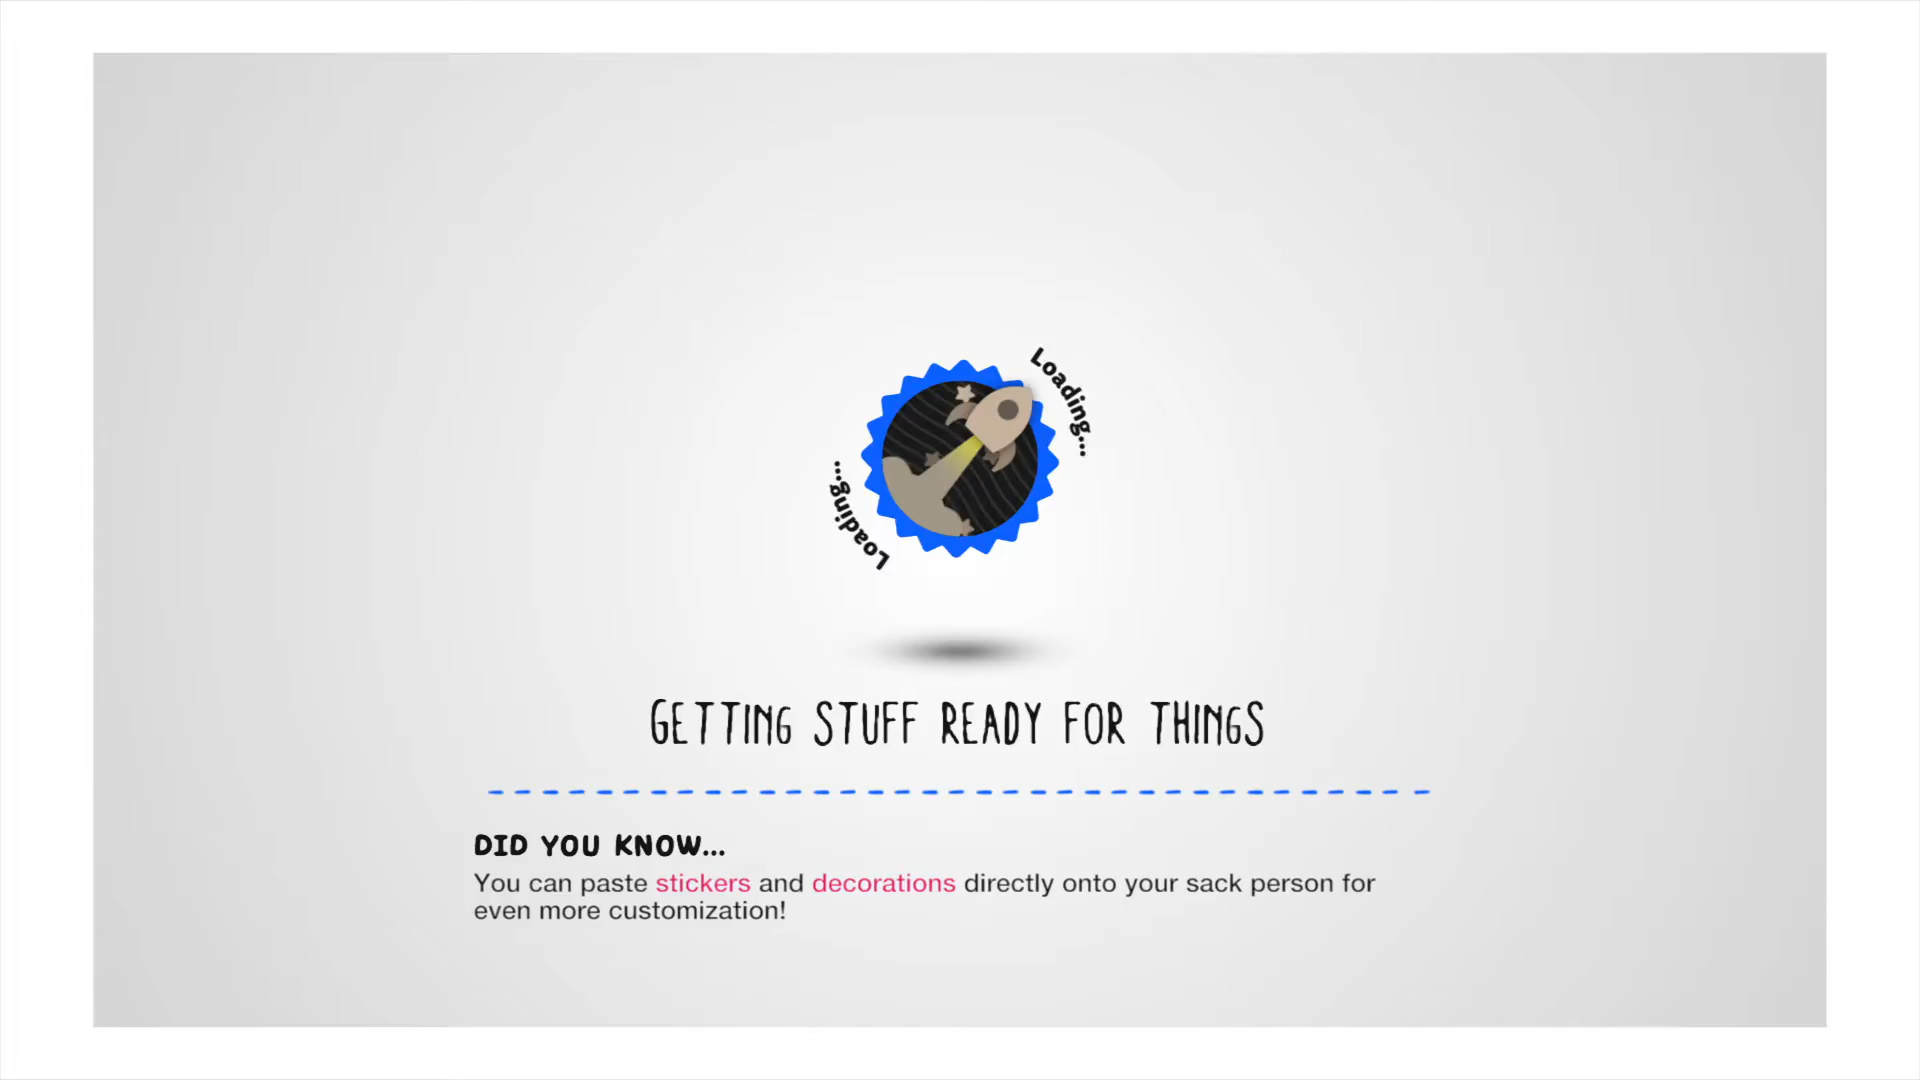 Loading...
Loading...
GETTING STUFF READY FOR THINGS
DID YOU KNOW...
You can paste stickers and decorations directly onto your sack person for
even more customization!